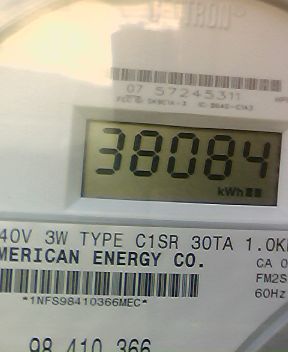 C E N T R O N
07 57245311
38084
kWh
40V 3W TYPE C1SR 30TA 1.0K
MERICAN ENERGY CO.
CA 0
FM2S
60Hz
*1NFS98410366MEC*
98 410 366